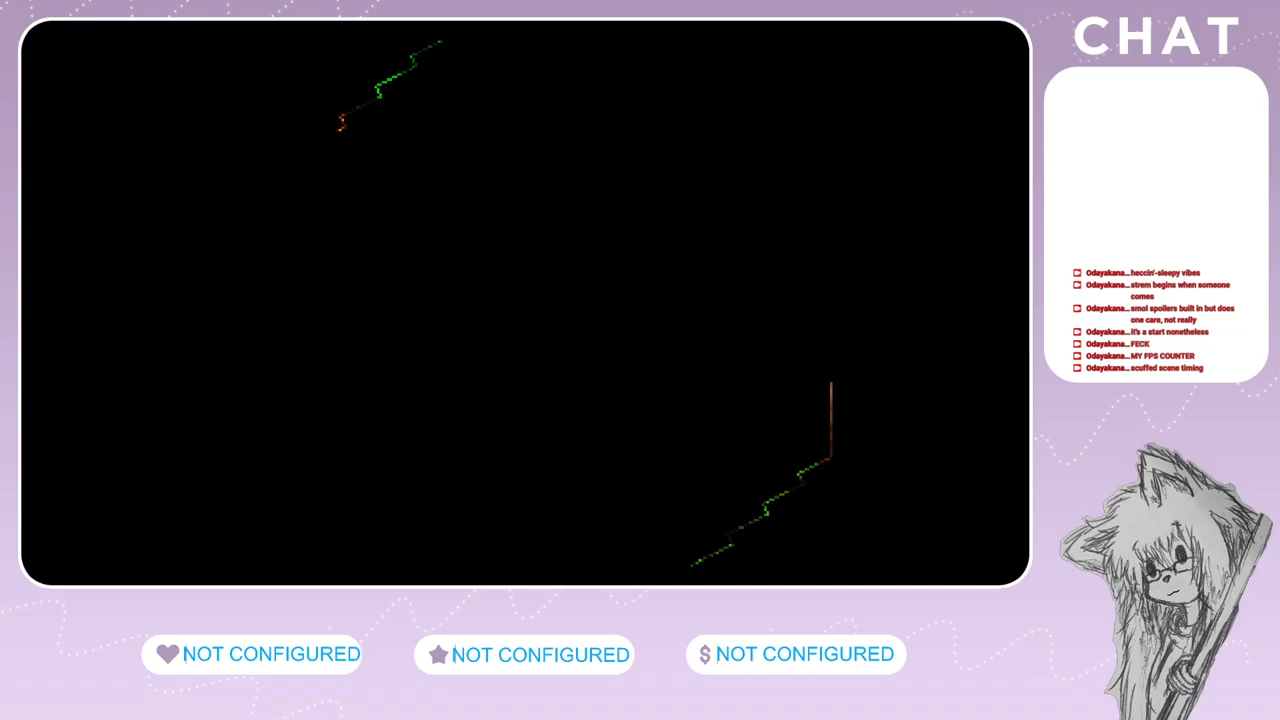 CHAT
Odayakana... heccin'-sleepy vibes
Odayakana... strem begins when someone
comes
Odayakana... smol spoilers built in but does
one care, not really
Odayakana... it's a start nonetheless
Odayakana... FECK
Odayakana... MY FPS COUNTER
Odayakana... scuffed scene timing
NOT CONFIGURED
NOT CONFIGURED
$ NOT CONFIGURED